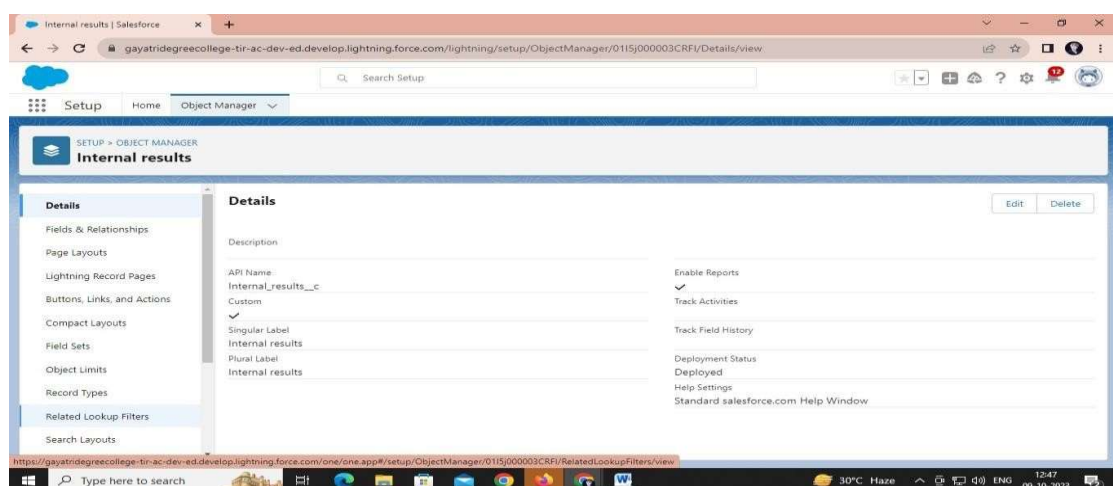 Internal results | Salesforce
gayatridegreecollege-tir-ac-dev-ed.develop.lightning.force.com/lightning/setup/ObjectManager/01I5j000003CRFI/Details/view
Search Setup
12
Setup Home Object Manager
SETUP > OBJECT MANAGER
Internal results
Details
Fields & Relationships
Page Layouts
Lightning Record Pages
Buttons, Links, and Actions
Compact Layouts
Field Sets
Object Limits
Record Types
Related Lookup Filters
Search Layouts
Details
Edit Delete
Description
API Name
Internal_results__c
Custom
Singular Label
Internal results
Plural Label
Internal results
Enable Reports
Track Activities
Track Field History
Deployment Status
Deployed
Help Settings
Standard salesforce.com Help Window
https://gayatridegreecollege-tir-ac-dev-ed.develop.lightning.force.com/one/one.app#/setup/ObjectManager/01I5j000003CRFI/RelatedLookupFilters/view
Type here to search
30°C Haze
ENG
12:47
09-10-2023